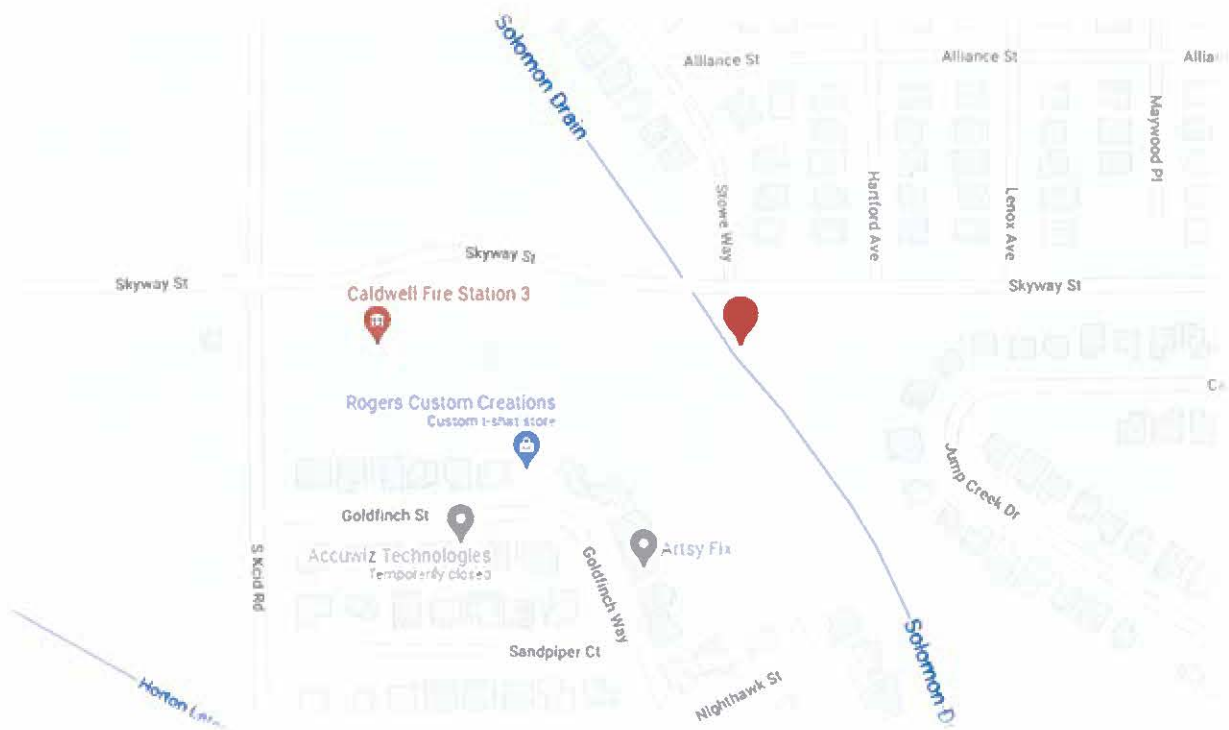 Solomon Drain
Alliance St
Alliance St
Allia
Maywood Pl
Stowe Way
Hartford Ave
Lenox Ave
Skyway St
Skyway St
Skyway St
Caldwell Fire Station 3
Rogers Custom Creations
Custom t-shirt store
Jump Creek Dr
Goldfinch St
Accuwiz Technologies
Temporarily closed
Artsy Fix
S Kcid Rd
Goldfinch Way
Sandpiper Ct
Nighthawk St
Solomon D
Horton